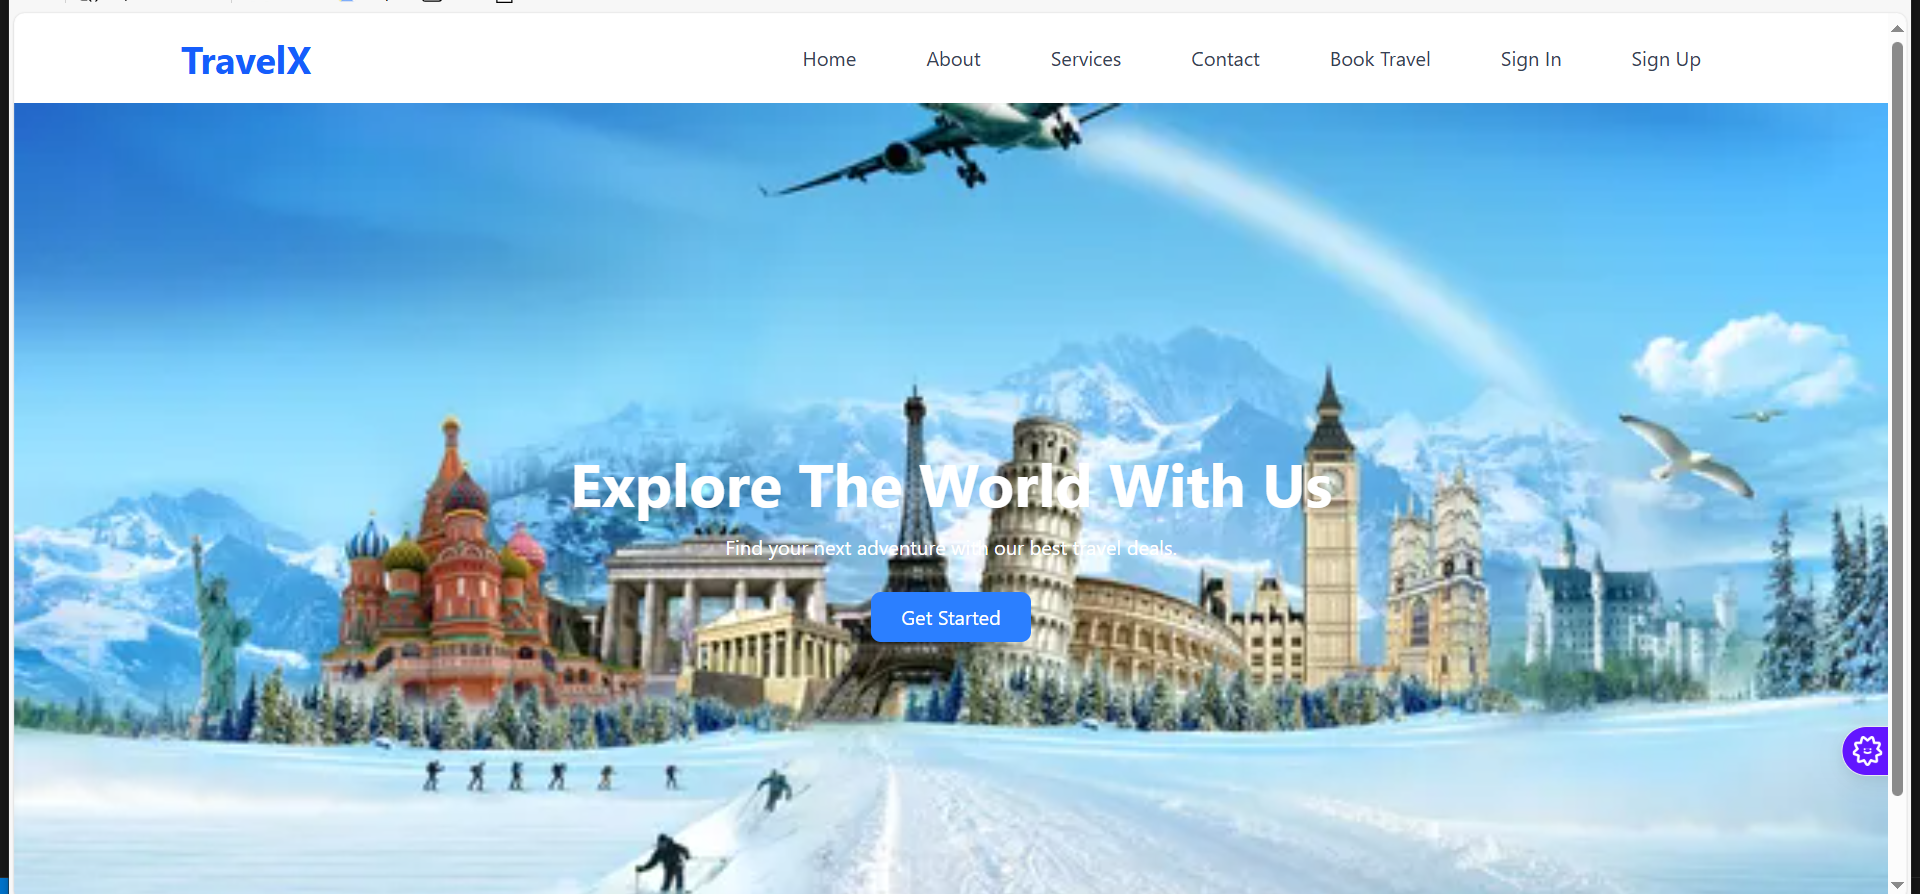 TravelX
Home About Services Contact Book Travel Sign In Sign Up
Explore The World With Us
Find your next adventure with our best travel deals.
Get Started